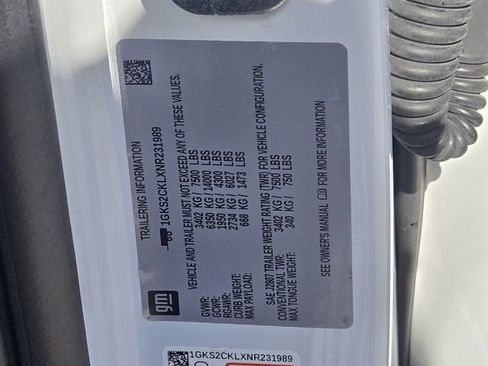 gm
TRAILERING INFORMATION
1GKS2CKLXNR231989
VEHICLE AND TRAILER MUST NOT EXCEED ANY OF THESE VALUES.
GVWR: 3402 KG / 7500 LBS
GCWR: 6350 KG / 14000 LBS
RGAWR: 1950 KG / 4300 LBS
CURB WEIGHT: 2734 KG / 6027 LBS
MAX PAYLOAD: 668 KG / 1473 LBS
SAE J2807 TRAILER WEIGHT RATING (TWR) FOR VEHICLE CONFIGURATION.
CONVENTIONAL TWR: 3402 KG / 7500 LBS
MAX TONGUE WEIGHT: 340 KG / 750 LBS
SEE OWNER'S MANUAL FOR MORE INFORMATION
1GKS2CKLXNR231989